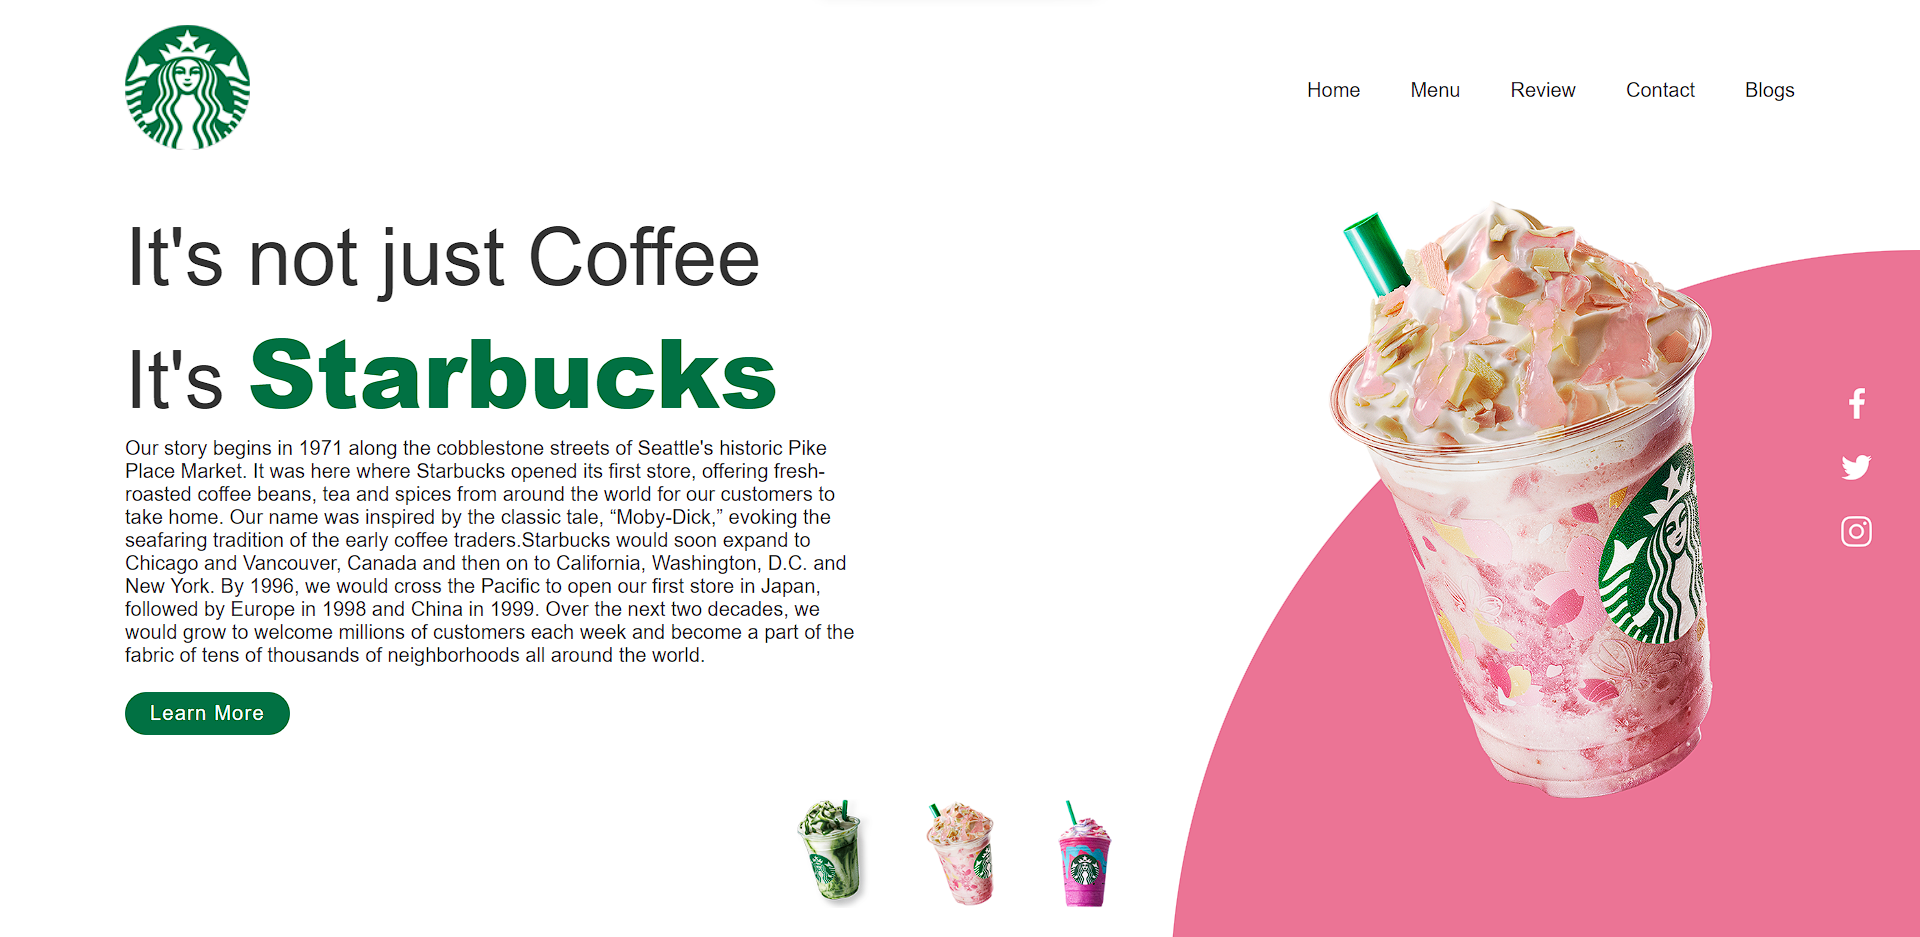 Home Menu Review Contact Blogs
It's not just Coffee
It's Starbucks
Our story begins in 1971 along the cobblestone streets of Seattle's historic Pike
Place Market. It was here where Starbucks opened its first store, offering fresh-
roasted coffee beans, tea and spices from around the world for our customers to
take home. Our name was inspired by the classic tale, “Moby-Dick,” evoking the
seafaring tradition of the early coffee traders.Starbucks would soon expand to
Chicago and Vancouver, Canada and then on to California, Washington, D.C. and
New York. By 1996, we would cross the Pacific to open our first store in Japan,
followed by Europe in 1998 and China in 1999. Over the next two decades, we
would grow to welcome millions of customers each week and become a part of the
fabric of tens of thousands of neighborhoods all around the world.
Learn More